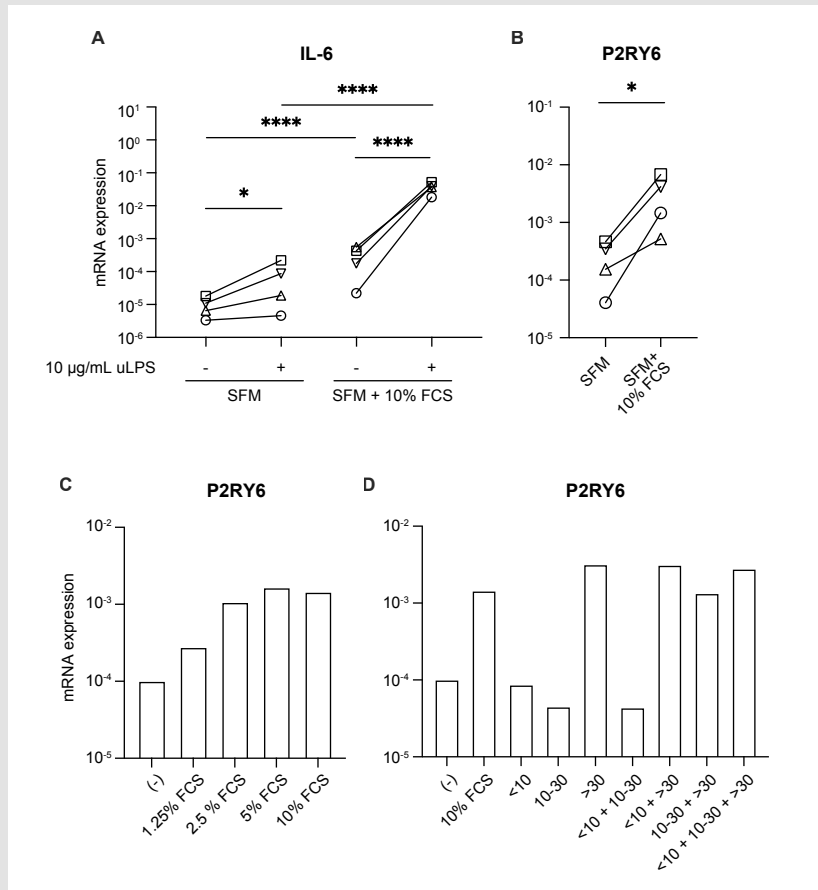 A
IL-6
****
****
****
*
mRNA expression
10¹
10⁰
10⁻¹
10⁻²
10⁻³
10⁻⁴
10⁻⁵
10⁻⁶
10 µg/mL uLPS
- + - +
SFM SFM + 10% FCS
B
P2RY6
*
10⁻¹
10⁻²
10⁻³
10⁻⁴
10⁻⁵
SFM
SFM+
10% FCS
C
P2RY6
mRNA expression
10⁻²
10⁻³
10⁻⁴
10⁻⁵
(-)
1.25% FCS
2.5 % FCS
5% FCS
10% FCS
D
P2RY6
10⁻²
10⁻³
10⁻⁴
10⁻⁵
(-)
10% FCS
<10
10-30
>30
<10 + 10-30
<10 + >30
10-30 + >30
<10 + 10-30 + >30